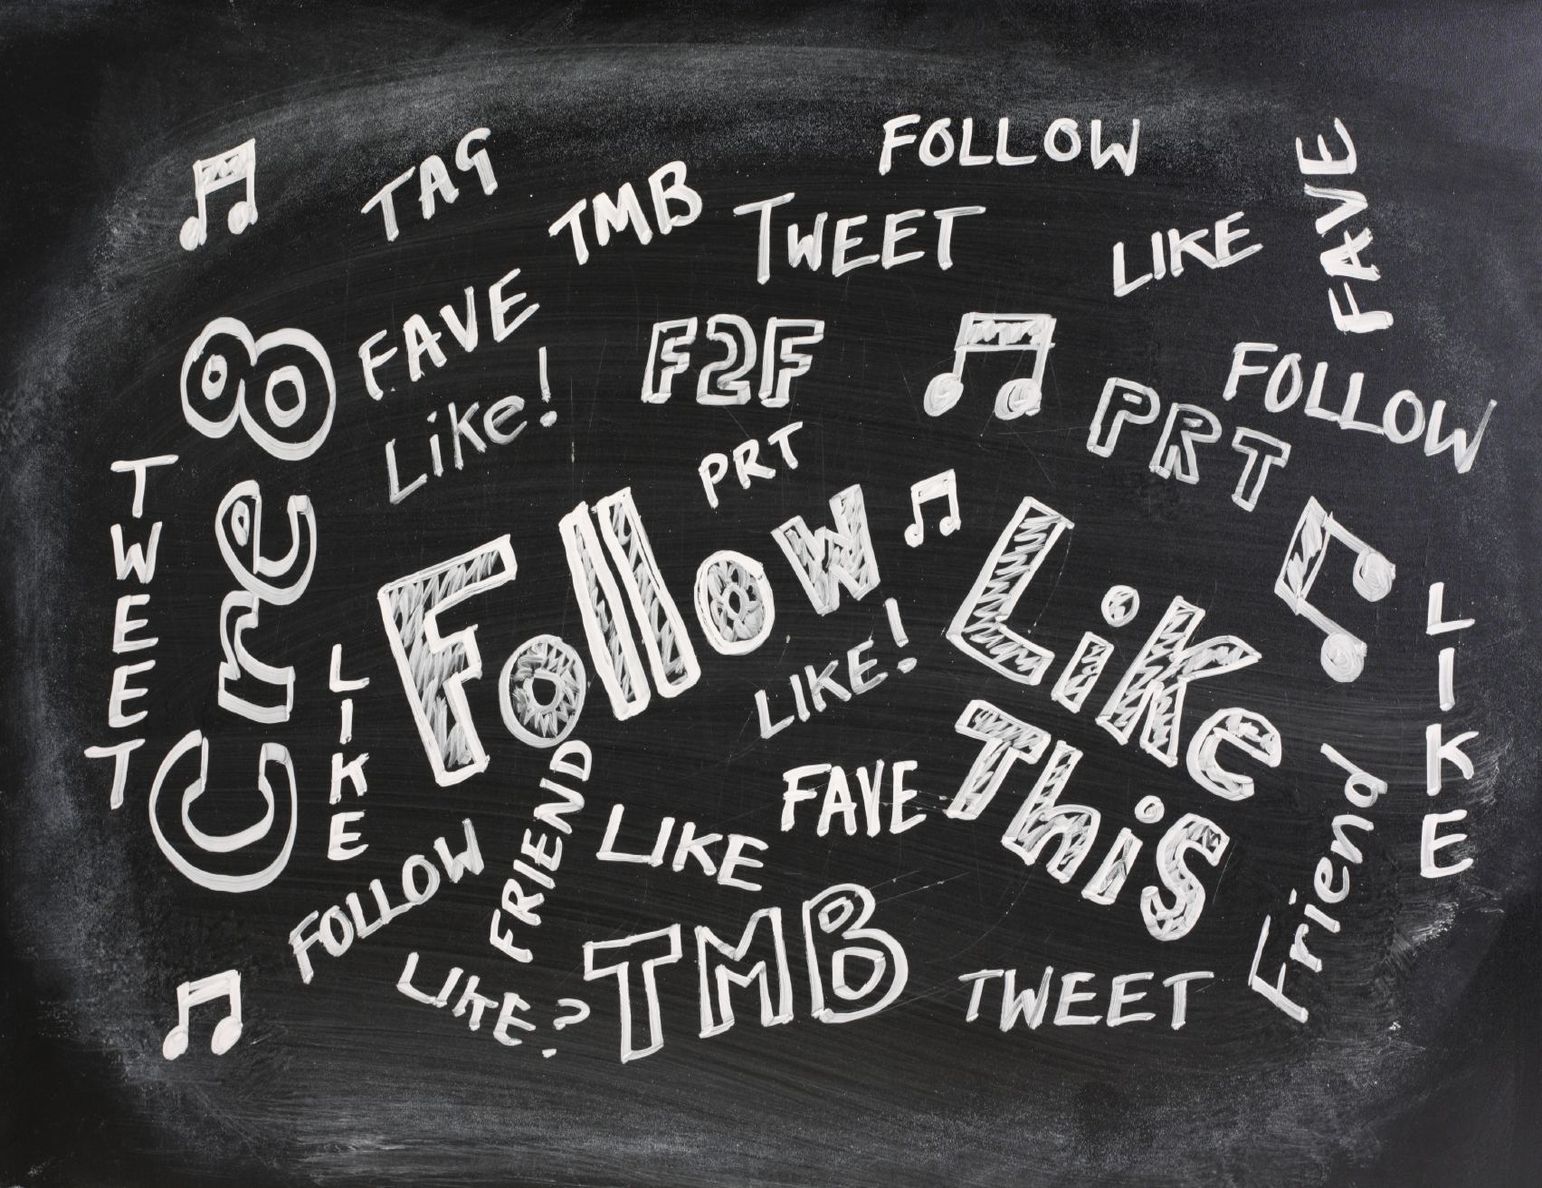 TAG
TMB
FOLLOW
FAVE
TWEET
LIKE
FAVE
F2F
FOLLOW
Like!
PRT
PRT
Cre8
TWEET
Follow
LIKE!
Like
This
LIKE
LIKE
FAVE
LIKE
FRIEND
Friend
FOLLOW
LIKE?
TMB
TWEET